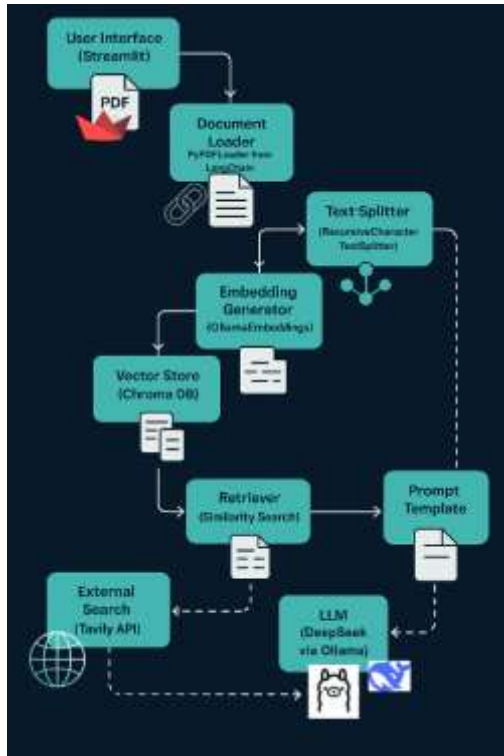 User Interface
(Streamlit)
PDF
Document
Loader
PyPDFLoader from
LangChain
Text Splitter
(RecursiveCharacter
TextSplitter)
Embedding
Generator
(OllamaEmbeddings)
Vector Store
(Chroma DB)
Retriever
(Similarity Search)
Prompt
Template
External
Search
(Tavily API)
LLM
(DeepSeek
via Ollama)